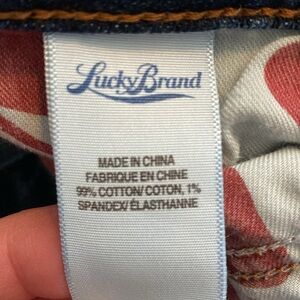 Lucky Brand
MADE IN CHINA
FABRIQUE EN CHINE
99% COTTON/COTON, 1%
SPANDEX/ÉLASTHANNE